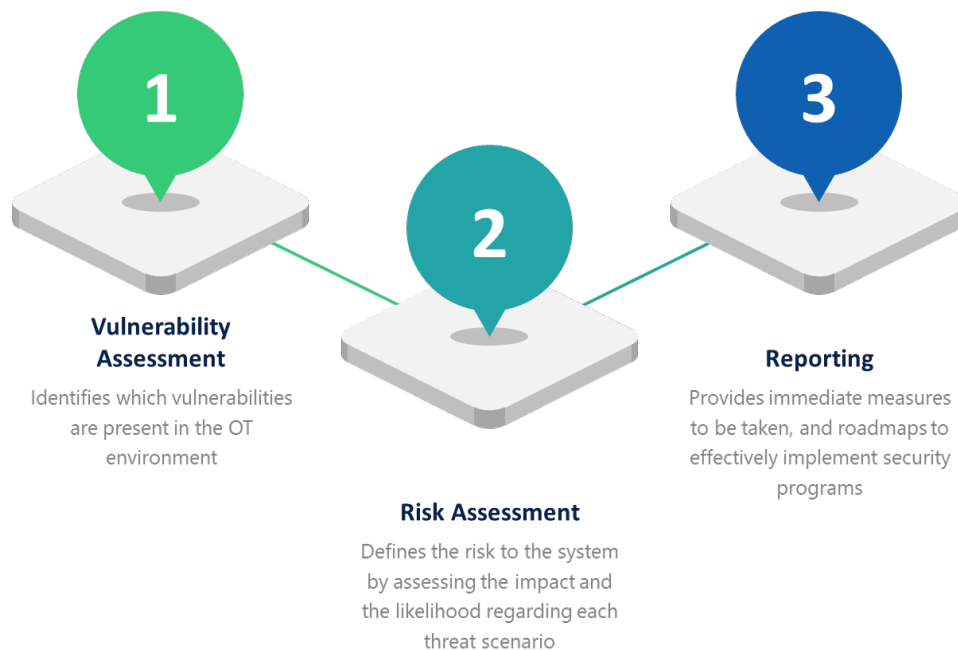 1
Vulnerability
Assessment
Identifies which vulnerabilities
are present in the OT
environment
2
Risk Assessment
Defines the risk to the system
by assessing the impact and
the likelihood regarding each
threat scenario
3
Reporting
Provides immediate measures
to be taken, and roadmaps to
effectively implement security
programs